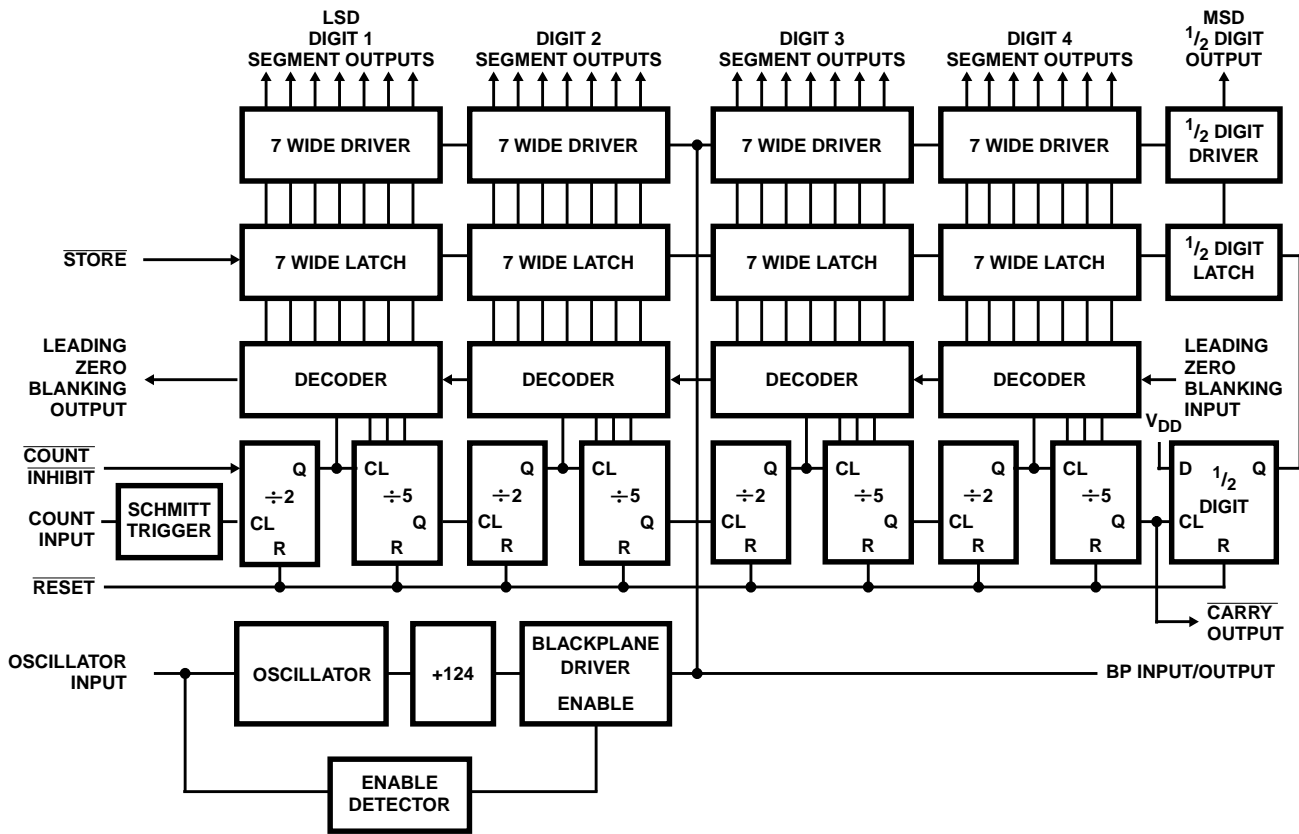 LSD
DIGIT 1
SEGMENT OUTPUTS
DIGIT 2
SEGMENT OUTPUTS
DIGIT 3
SEGMENT OUTPUTS
DIGIT 4
SEGMENT OUTPUTS
MSD
1/2 DIGIT
OUTPUT
7 WIDE DRIVER
7 WIDE DRIVER
7 WIDE DRIVER
7 WIDE DRIVER
1/2 DIGIT
DRIVER
STORE
7 WIDE LATCH
7 WIDE LATCH
7 WIDE LATCH
7 WIDE LATCH
1/2 DIGIT
LATCH
LEADING
ZERO
BLANKING
OUTPUT
DECODER
DECODER
DECODER
DECODER
LEADING
ZERO
BLANKING
INPUT
VDD
COUNT
INHIBIT
COUNT
INPUT
SCHMITT
TRIGGER
Q
÷2
CL
R
CL
÷5
Q
R
Q
÷2
CL
R
CL
÷5
Q
R
Q
÷2
CL
R
CL
÷5
Q
R
Q
÷2
CL
R
CL
÷5
Q
R
D
Q
1/2
DIGIT
CL
R
RESET
CARRY
OUTPUT
OSCILLATOR
INPUT
OSCILLATOR
+124
BLACKPLANE
DRIVER
ENABLE
BP INPUT/OUTPUT
ENABLE
DETECTOR